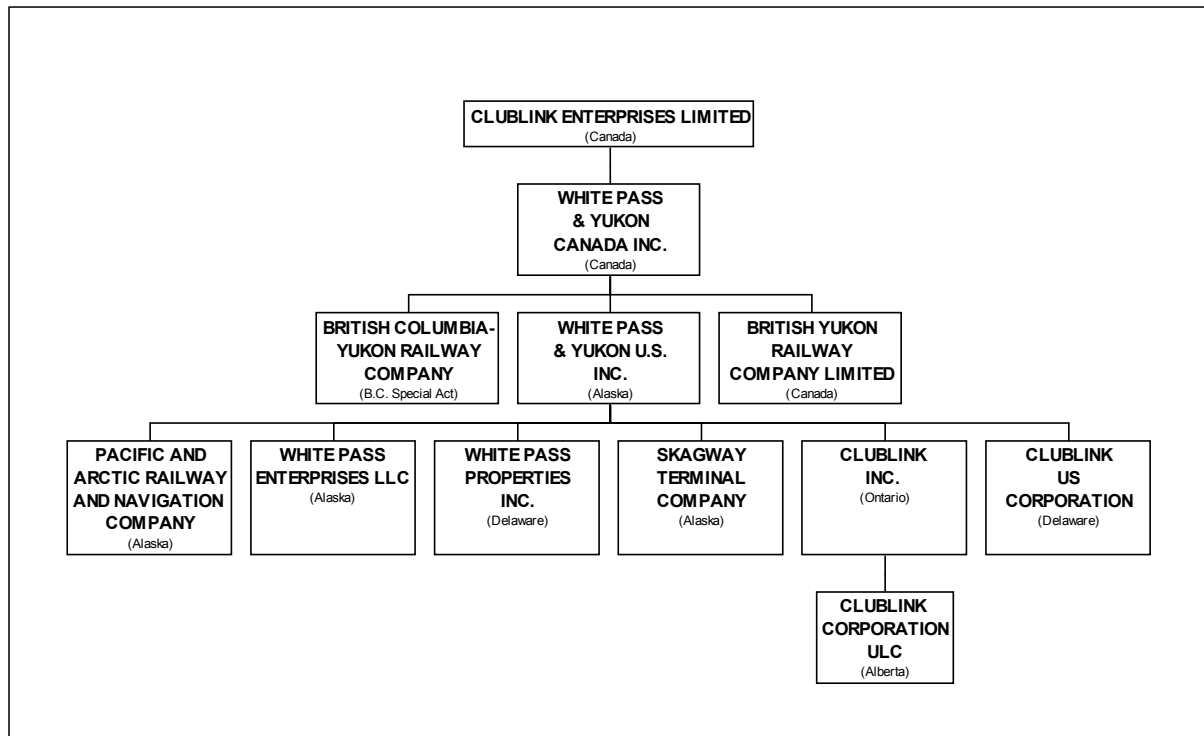 CLUBLINK ENTERPRISES LIMITED
(Canada)
WHITE PASS
& YUKON
CANADA INC.
(Canada)
BRITISH COLUMBIA-
YUKON RAILWAY
COMPANY
(B.C. Special Act)
WHITE PASS
& YUKON U.S.
INC.
(Alaska)
BRITISH YUKON
RAILWAY
COMPANY LIMITED
(Canada)
PACIFIC AND
ARCTIC RAILWAY
AND NAVIGATION
COMPANY
(Alaska)
WHITE PASS
ENTERPRISES LLC
(Alaska)
WHITE PASS
PROPERTIES
INC.
(Delaware)
SKAGWAY
TERMINAL
COMPANY
(Alaska)
CLUBLINK
INC.
(Ontario)
CLUBLINK
US
CORPORATION
(Delaware)
CLUBLINK
CORPORATION
ULC
(Alberta)